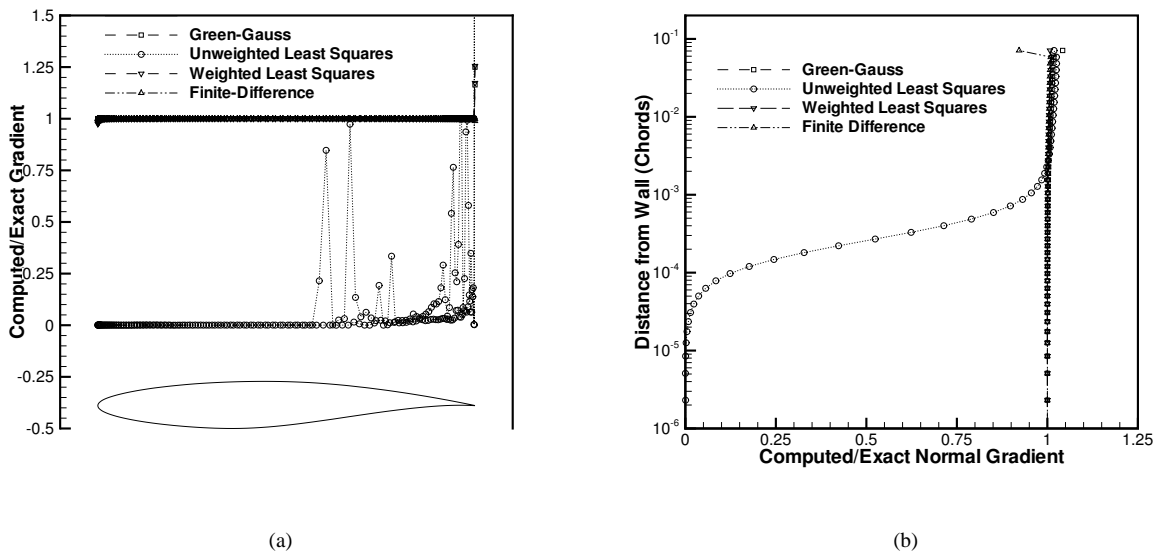 1.5
1.25
1
0.75
0.5
0.25
0
-0.25
-0.5
Computed/Exact Gradient
Green-Gauss
Unweighted Least Squares
Weighted Least Squares
Finite-Difference
(a)
10-1
10-2
10-3
10-4
10-5
10-6
Distance from Wall (Chords)
Green-Gauss
Unweighted Least Squares
Weighted Least Squares
Finite Difference
0 0.25 0.5 0.75 1 1.25
Computed/Exact Normal Gradient
(b)